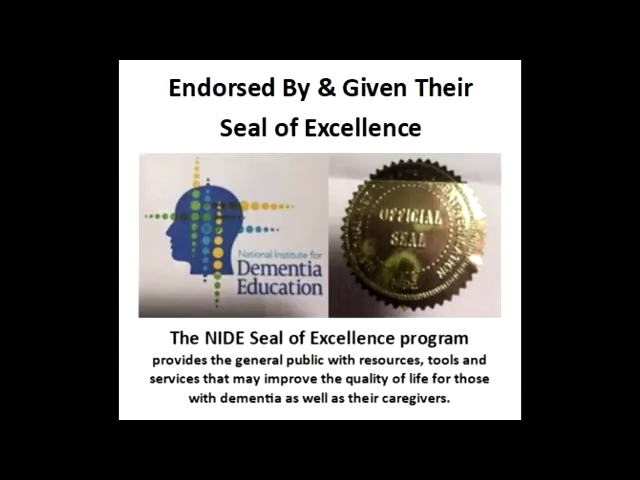 Endorsed By & Given Their
Seal of Excellence
National Institute for
Dementia
Education
OFFICIAL
SEAL
The NIDE Seal of Excellence program
provides the general public with resources, tools and
services that may improve the quality of life for those
with dementia as well as their caregivers.